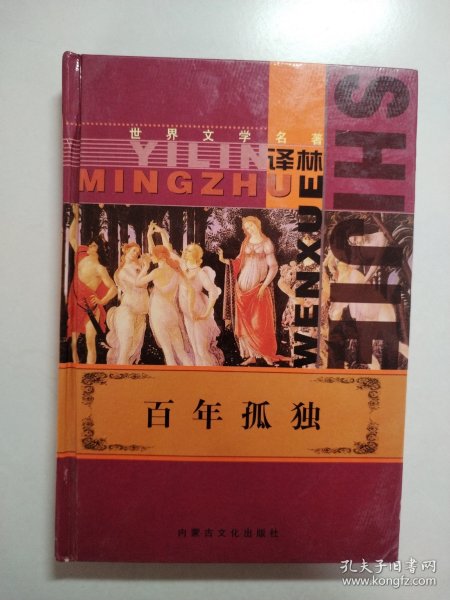 世界文学名著
YILIN
译林
MINGZHU
WENXUE
SHIJIE
百年孤独
内蒙古文化出版社
孔夫子旧书网
www.kongfz.com